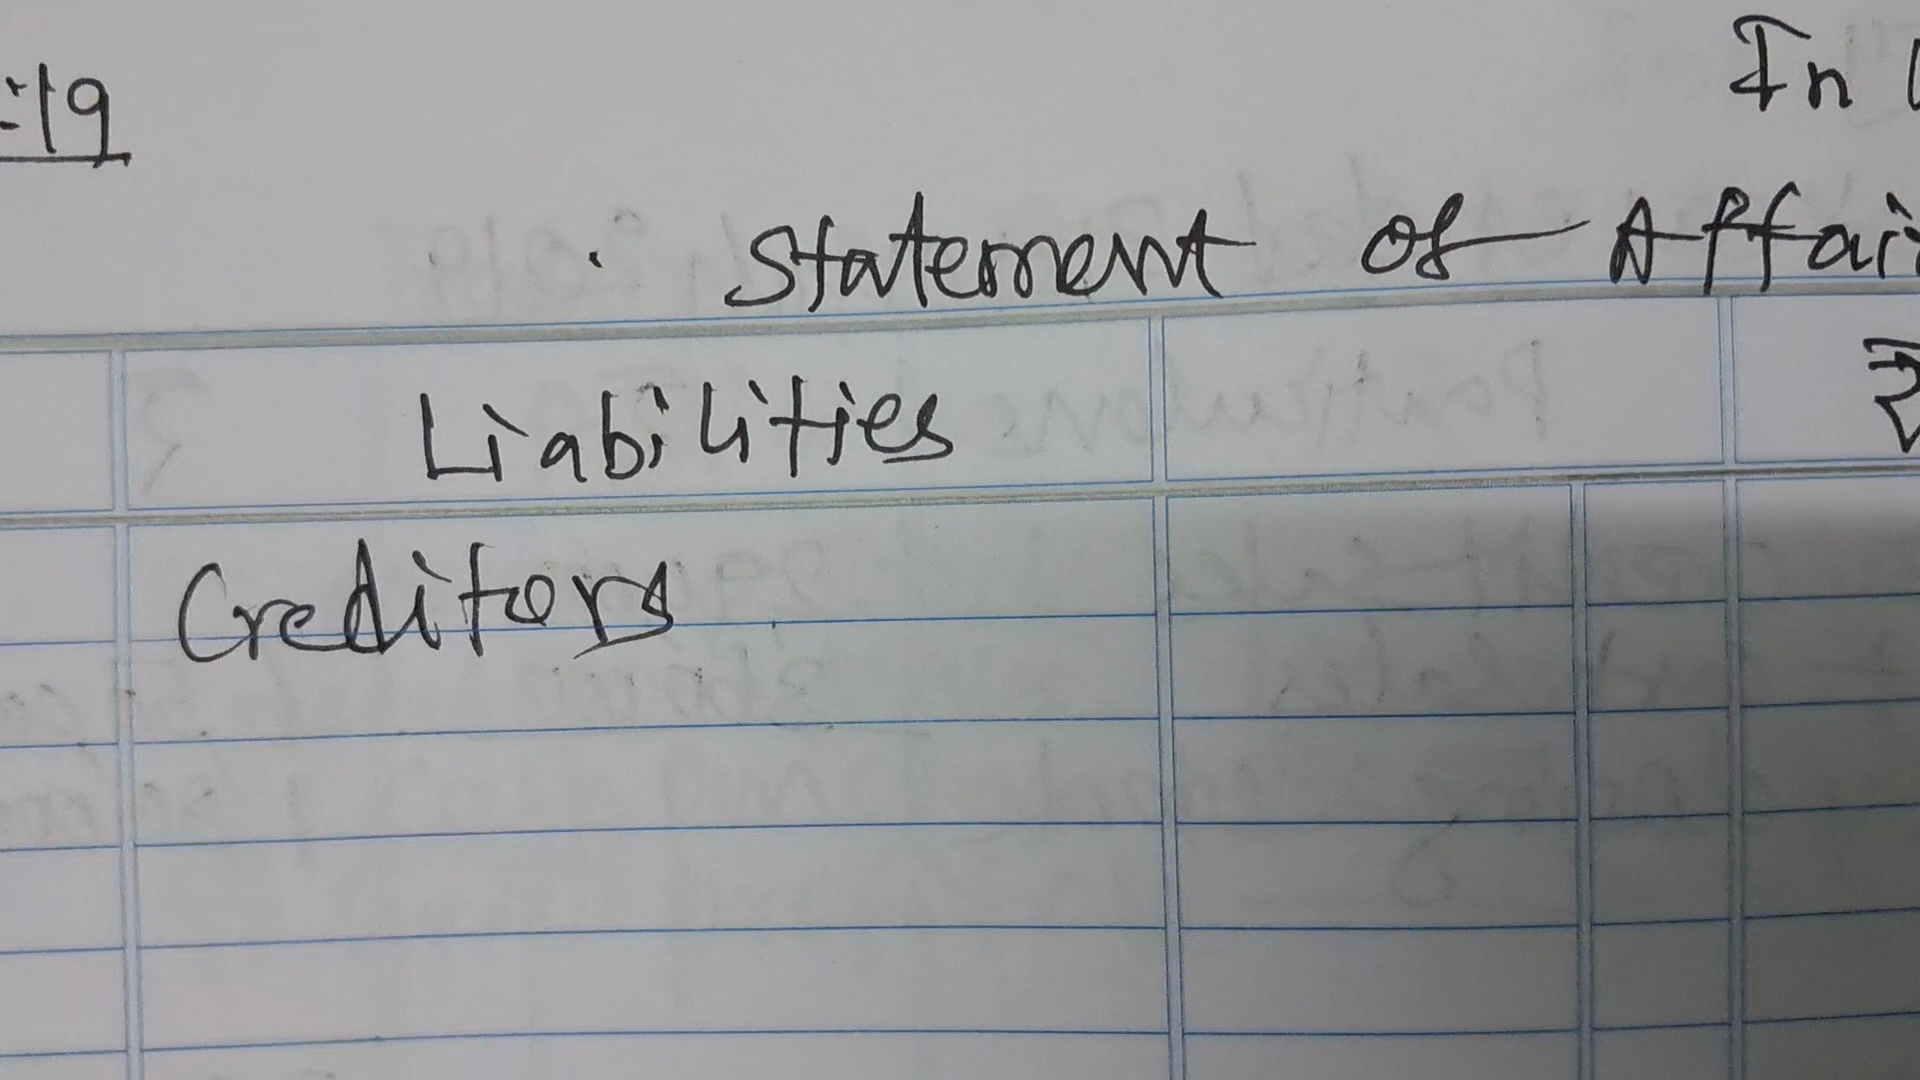 :-19
In
Statement of Affai
Liabilities ₹
Creditors